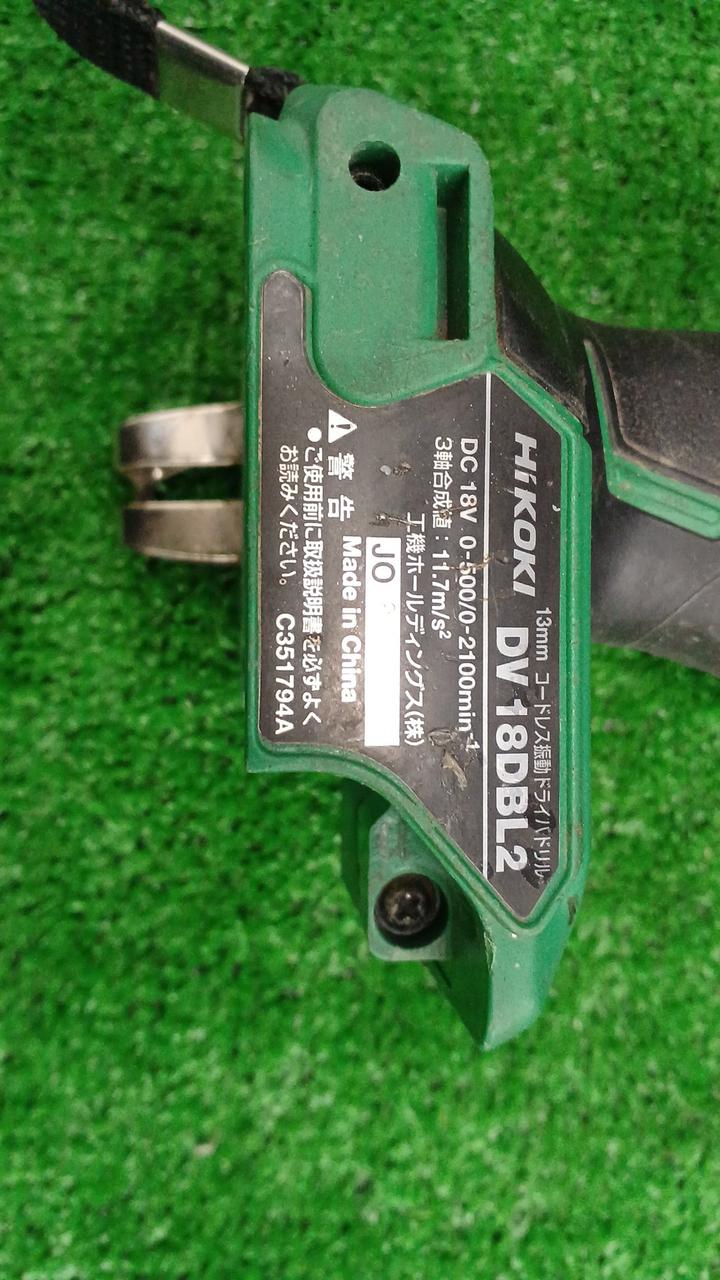 HiKOKI
13mm コードレス振動ドライバドリル
DV 18DBL2
DC 18V 0-500/0-2100min-1
3軸合成値：11.7m/s²
工機ホールディングス(株)
JO
Made in China
警告
●ご使用前に取扱説明書を必ずよく
お読みください。 C351794A